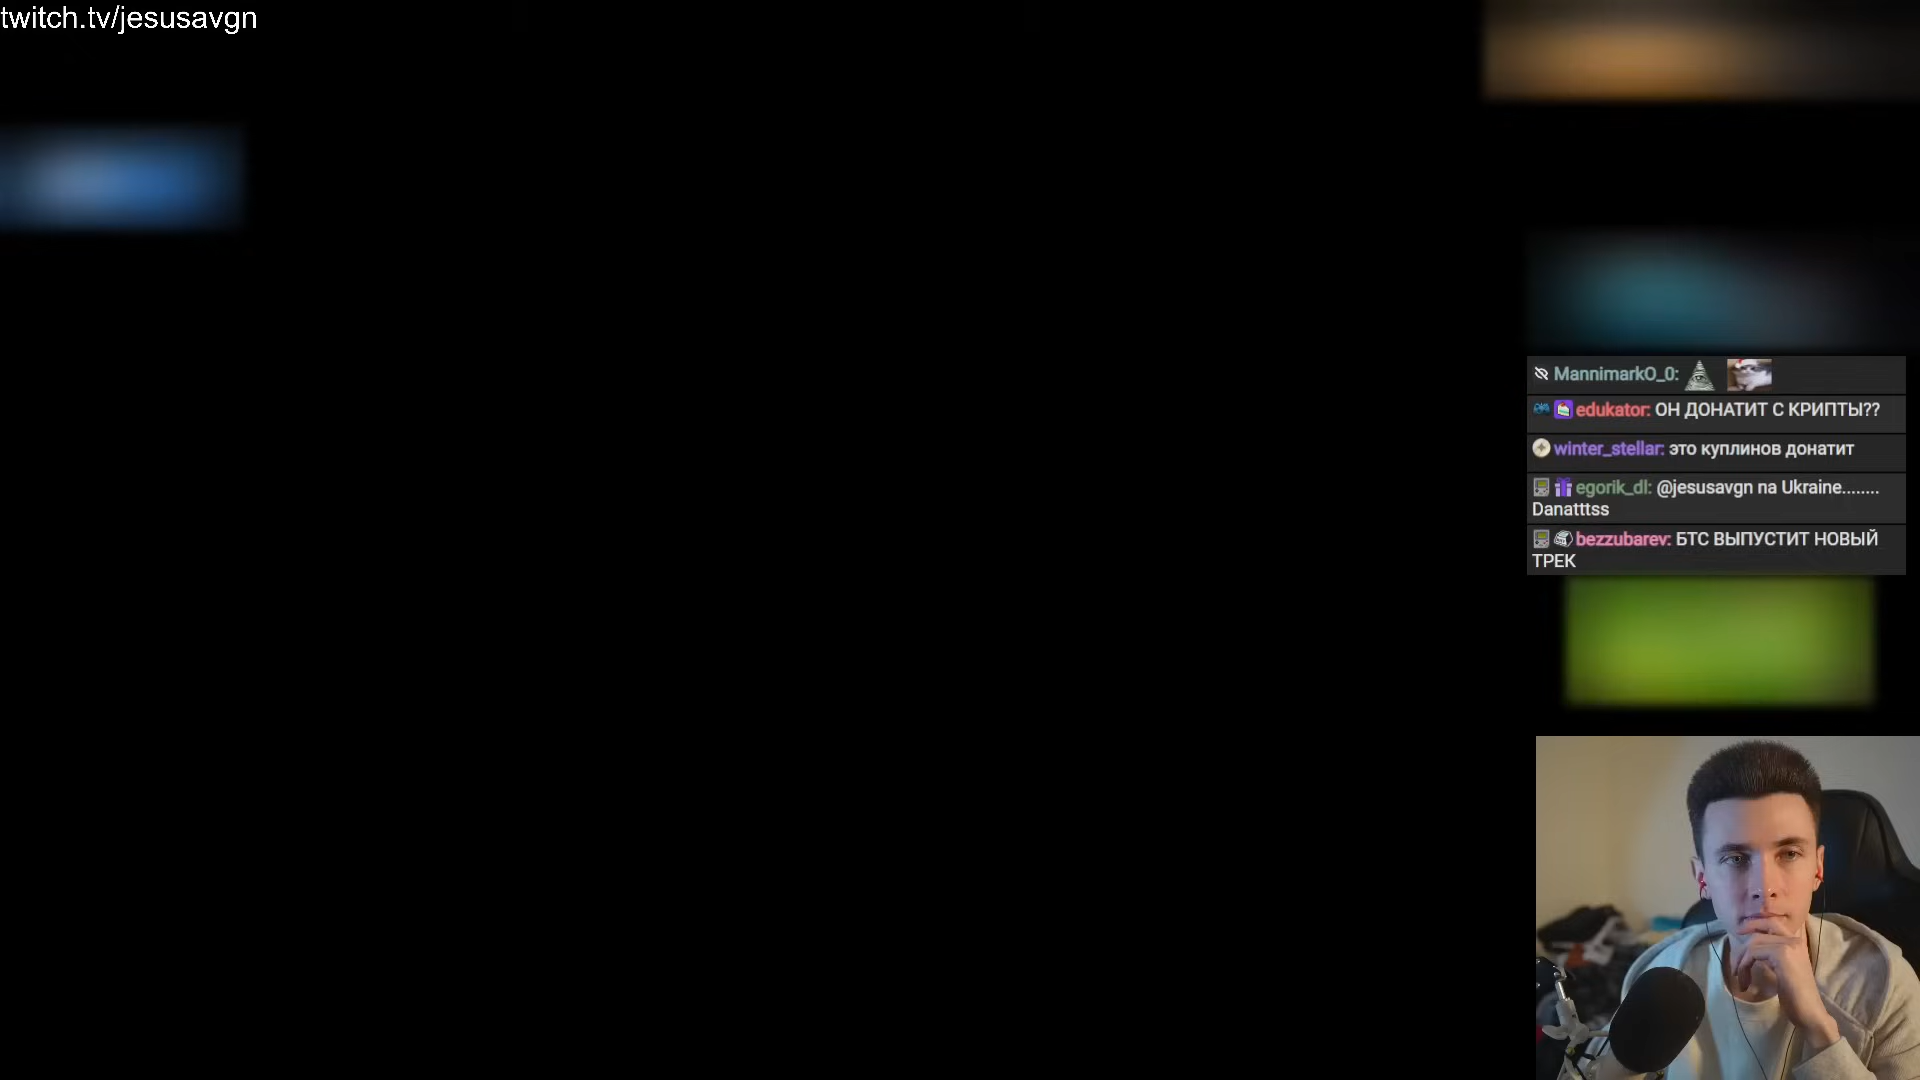 twitch.tv/jesusavgn
MannimarkO_0:
edukator: ОН ДОНАТИТ С КРИПТЫ??
winter_stellar: это куплинов донатит
egorik_dl: @jesusavgn na Ukraine........
Danatttss
bezzubarev: БТС ВЫПУСТИТ НОВЫЙ
ТРЕК